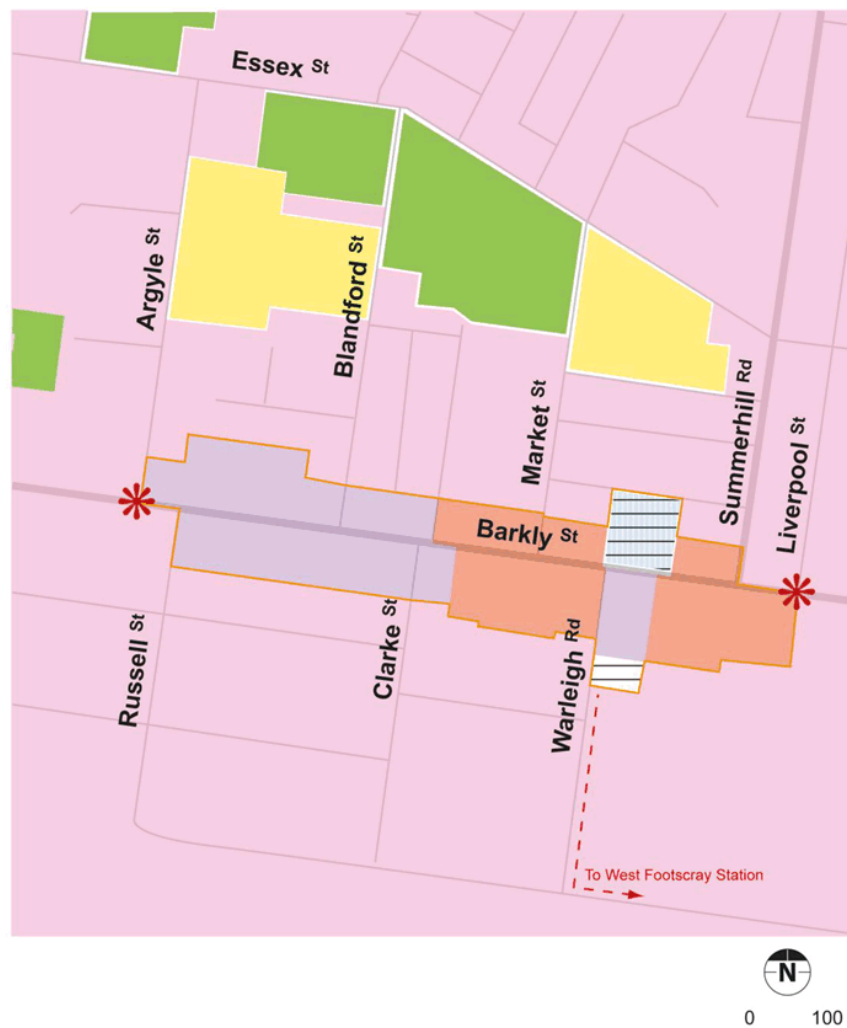 Essex St
Argyle St
Blandford St
Market St
Summerhill Rd
Liverpool St
Barkly St
Russell St
Clarke St
Warleigh Rd
To West Footscray Station
N
0 100